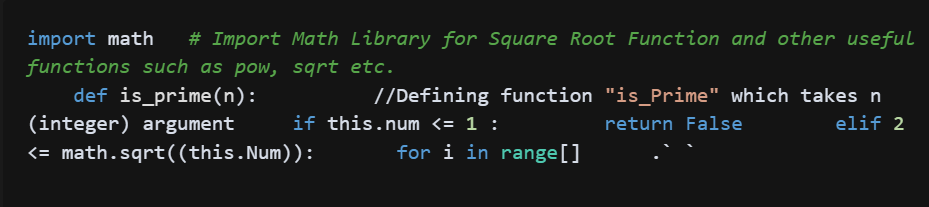 import math   # Import Math Library for Square Root Function and other useful
functions such as pow, sqrt etc.
    def is_prime(n):          //Defining function "is_Prime" which takes n
(integer) argument     if this.num <= 1 :         return False        elif 2
<= math.sqrt((this.Num)):       for i in range[]      .` `